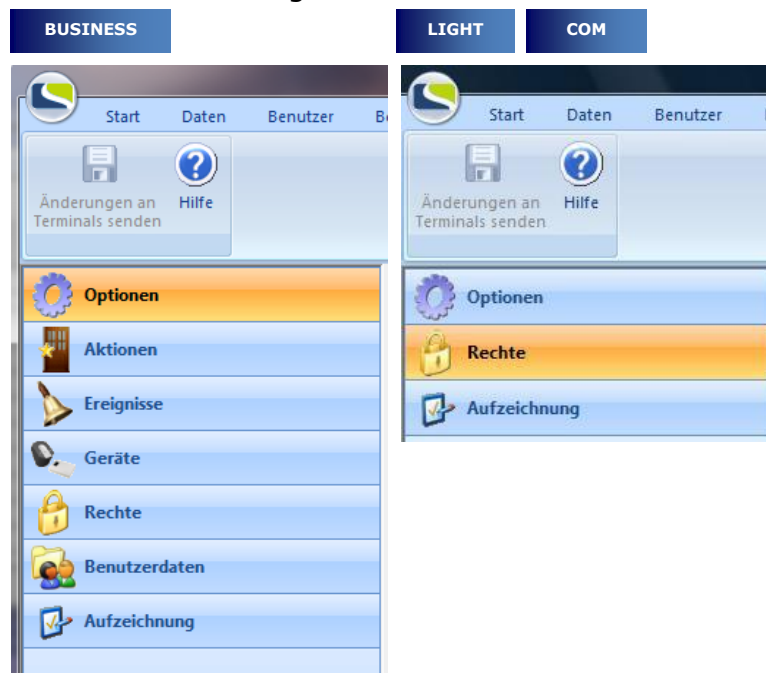 BUSINESS
LIGHT
COM
Start Daten Benutzer
Änderungen an
Terminals senden
Hilfe
Optionen
Aktionen
Ereignisse
Geräte
Rechte
Benutzerdaten
Aufzeichnung
Start Daten Benutzer
Änderungen an
Terminals senden
Hilfe
Optionen
Rechte
Aufzeichnung